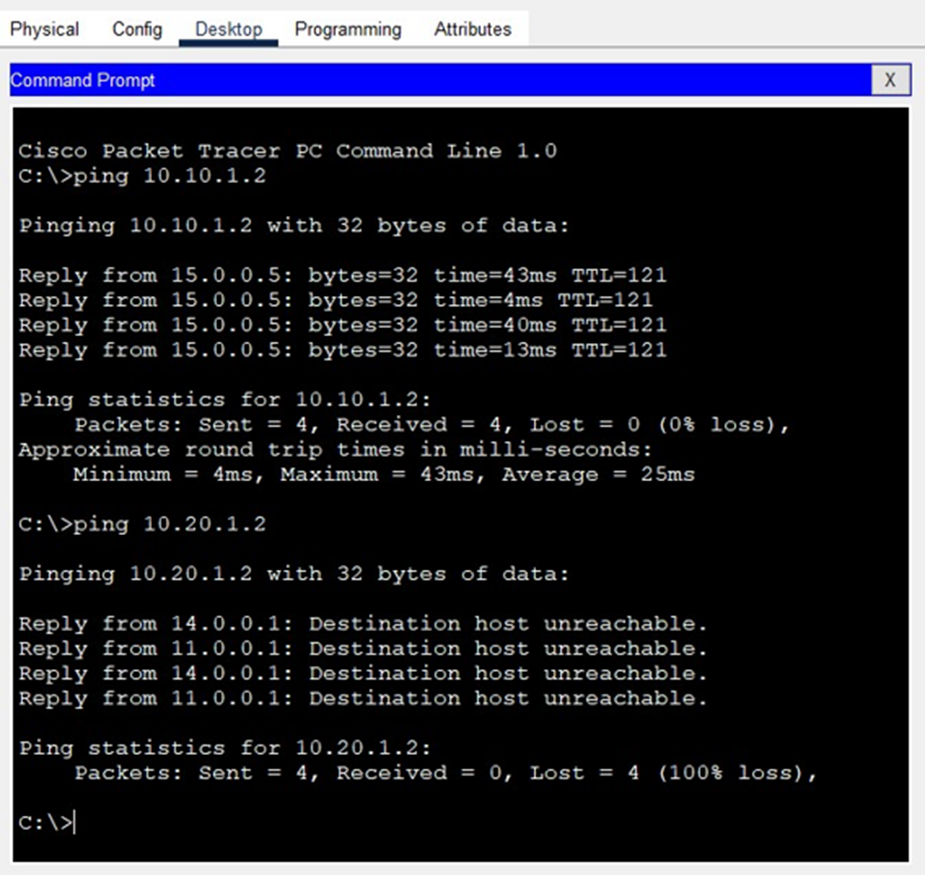 Physical Config Desktop Programming Attributes
Command Prompt X
Cisco Packet Tracer PC Command Line 1.0
C:\>ping 10.10.1.2
Pinging 10.10.1.2 with 32 bytes of data:
Reply from 15.0.0.5: bytes=32 time=43ms TTL=121
Reply from 15.0.0.5: bytes=32 time=4ms TTL=121
Reply from 15.0.0.5: bytes=32 time=40ms TTL=121
Reply from 15.0.0.5: bytes=32 time=13ms TTL=121
Ping statistics for 10.10.1.2:
Packets: Sent = 4, Received = 4, Lost = 0 (0% loss),
Approximate round trip times in milli-seconds:
Minimum = 4ms, Maximum = 43ms, Average = 25ms
C:\>ping 10.20.1.2
Pinging 10.20.1.2 with 32 bytes of data:
Reply from 14.0.0.1: Destination host unreachable.
Reply from 11.0.0.1: Destination host unreachable.
Reply from 14.0.0.1: Destination host unreachable.
Reply from 11.0.0.1: Destination host unreachable.
Ping statistics for 10.20.1.2:
Packets: Sent = 4, Received = 0, Lost = 4 (100% loss),
C:\>